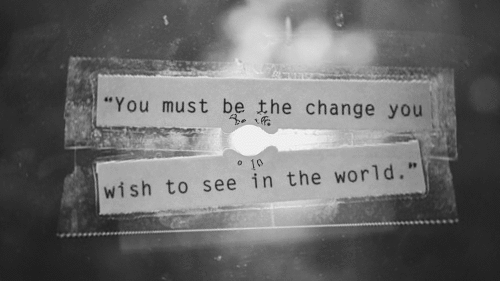 “You must be the change you
wish to see in the world.”